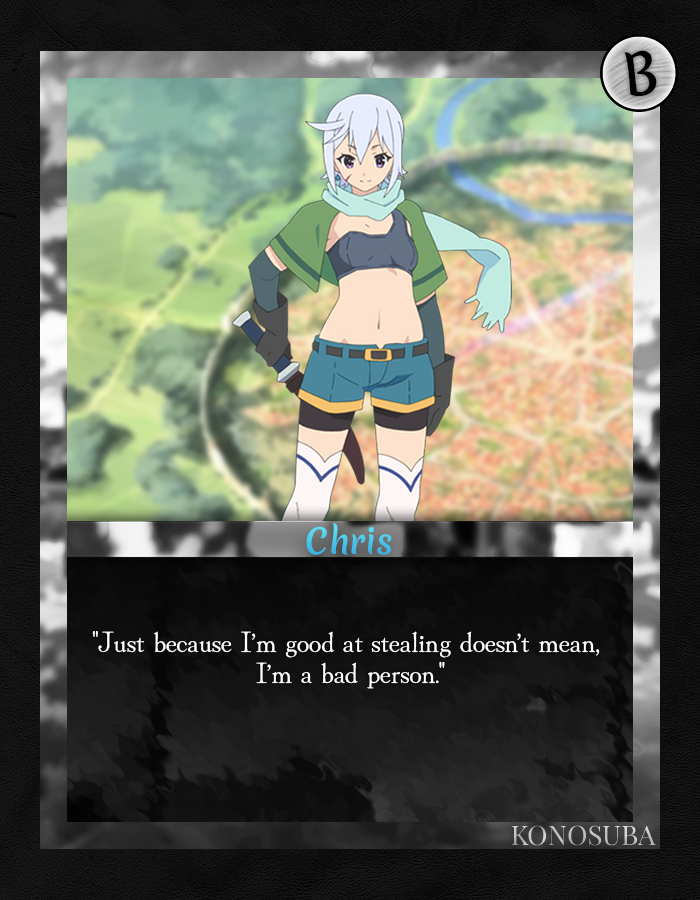 B
Chris
"Just because I'm good at stealing doesn't mean,
I'm a bad person."
KONOSUBA